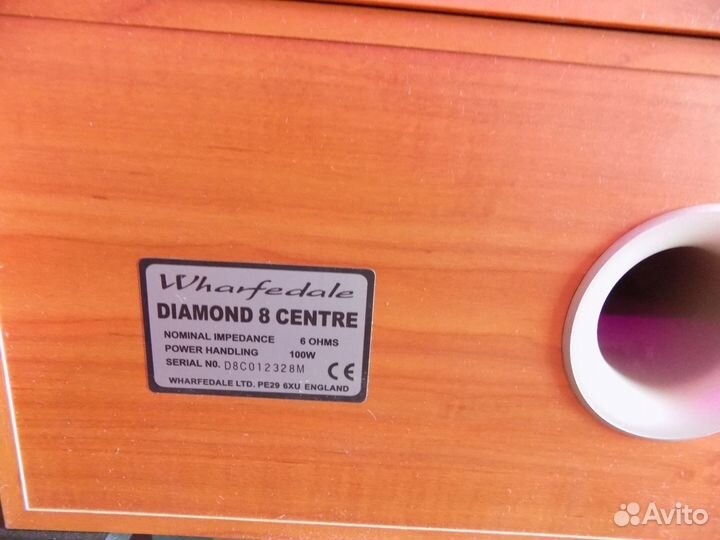 Wharfedale
DIAMOND 8 CENTRE
NOMINAL IMPEDANCE 6 OHMS
POWER HANDLING 100W
SERIAL NO. D8C012328M
CE
WHARFEDALE LTD. PE29 6XU ENGLAND
Avito